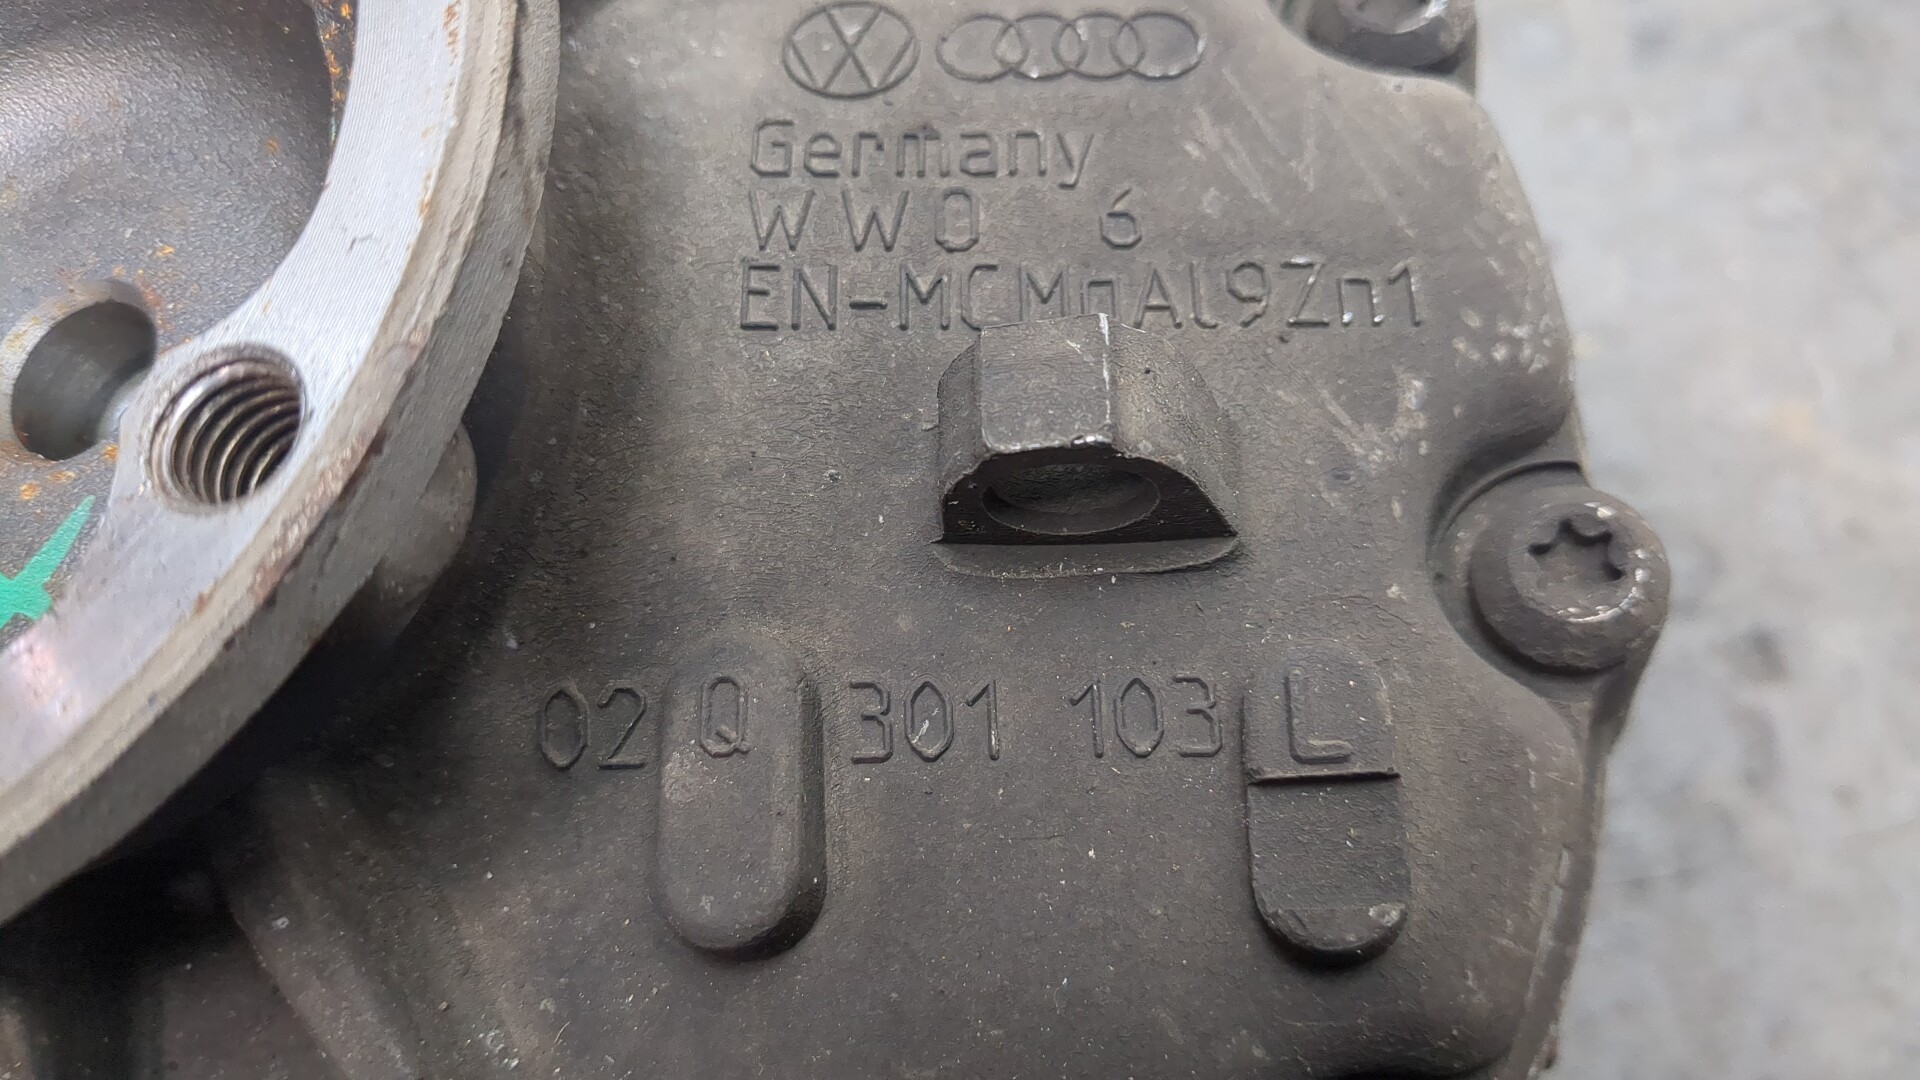 Germany
WWO 6
EN-MCMnAl9Zn1
02Q 301 103 L